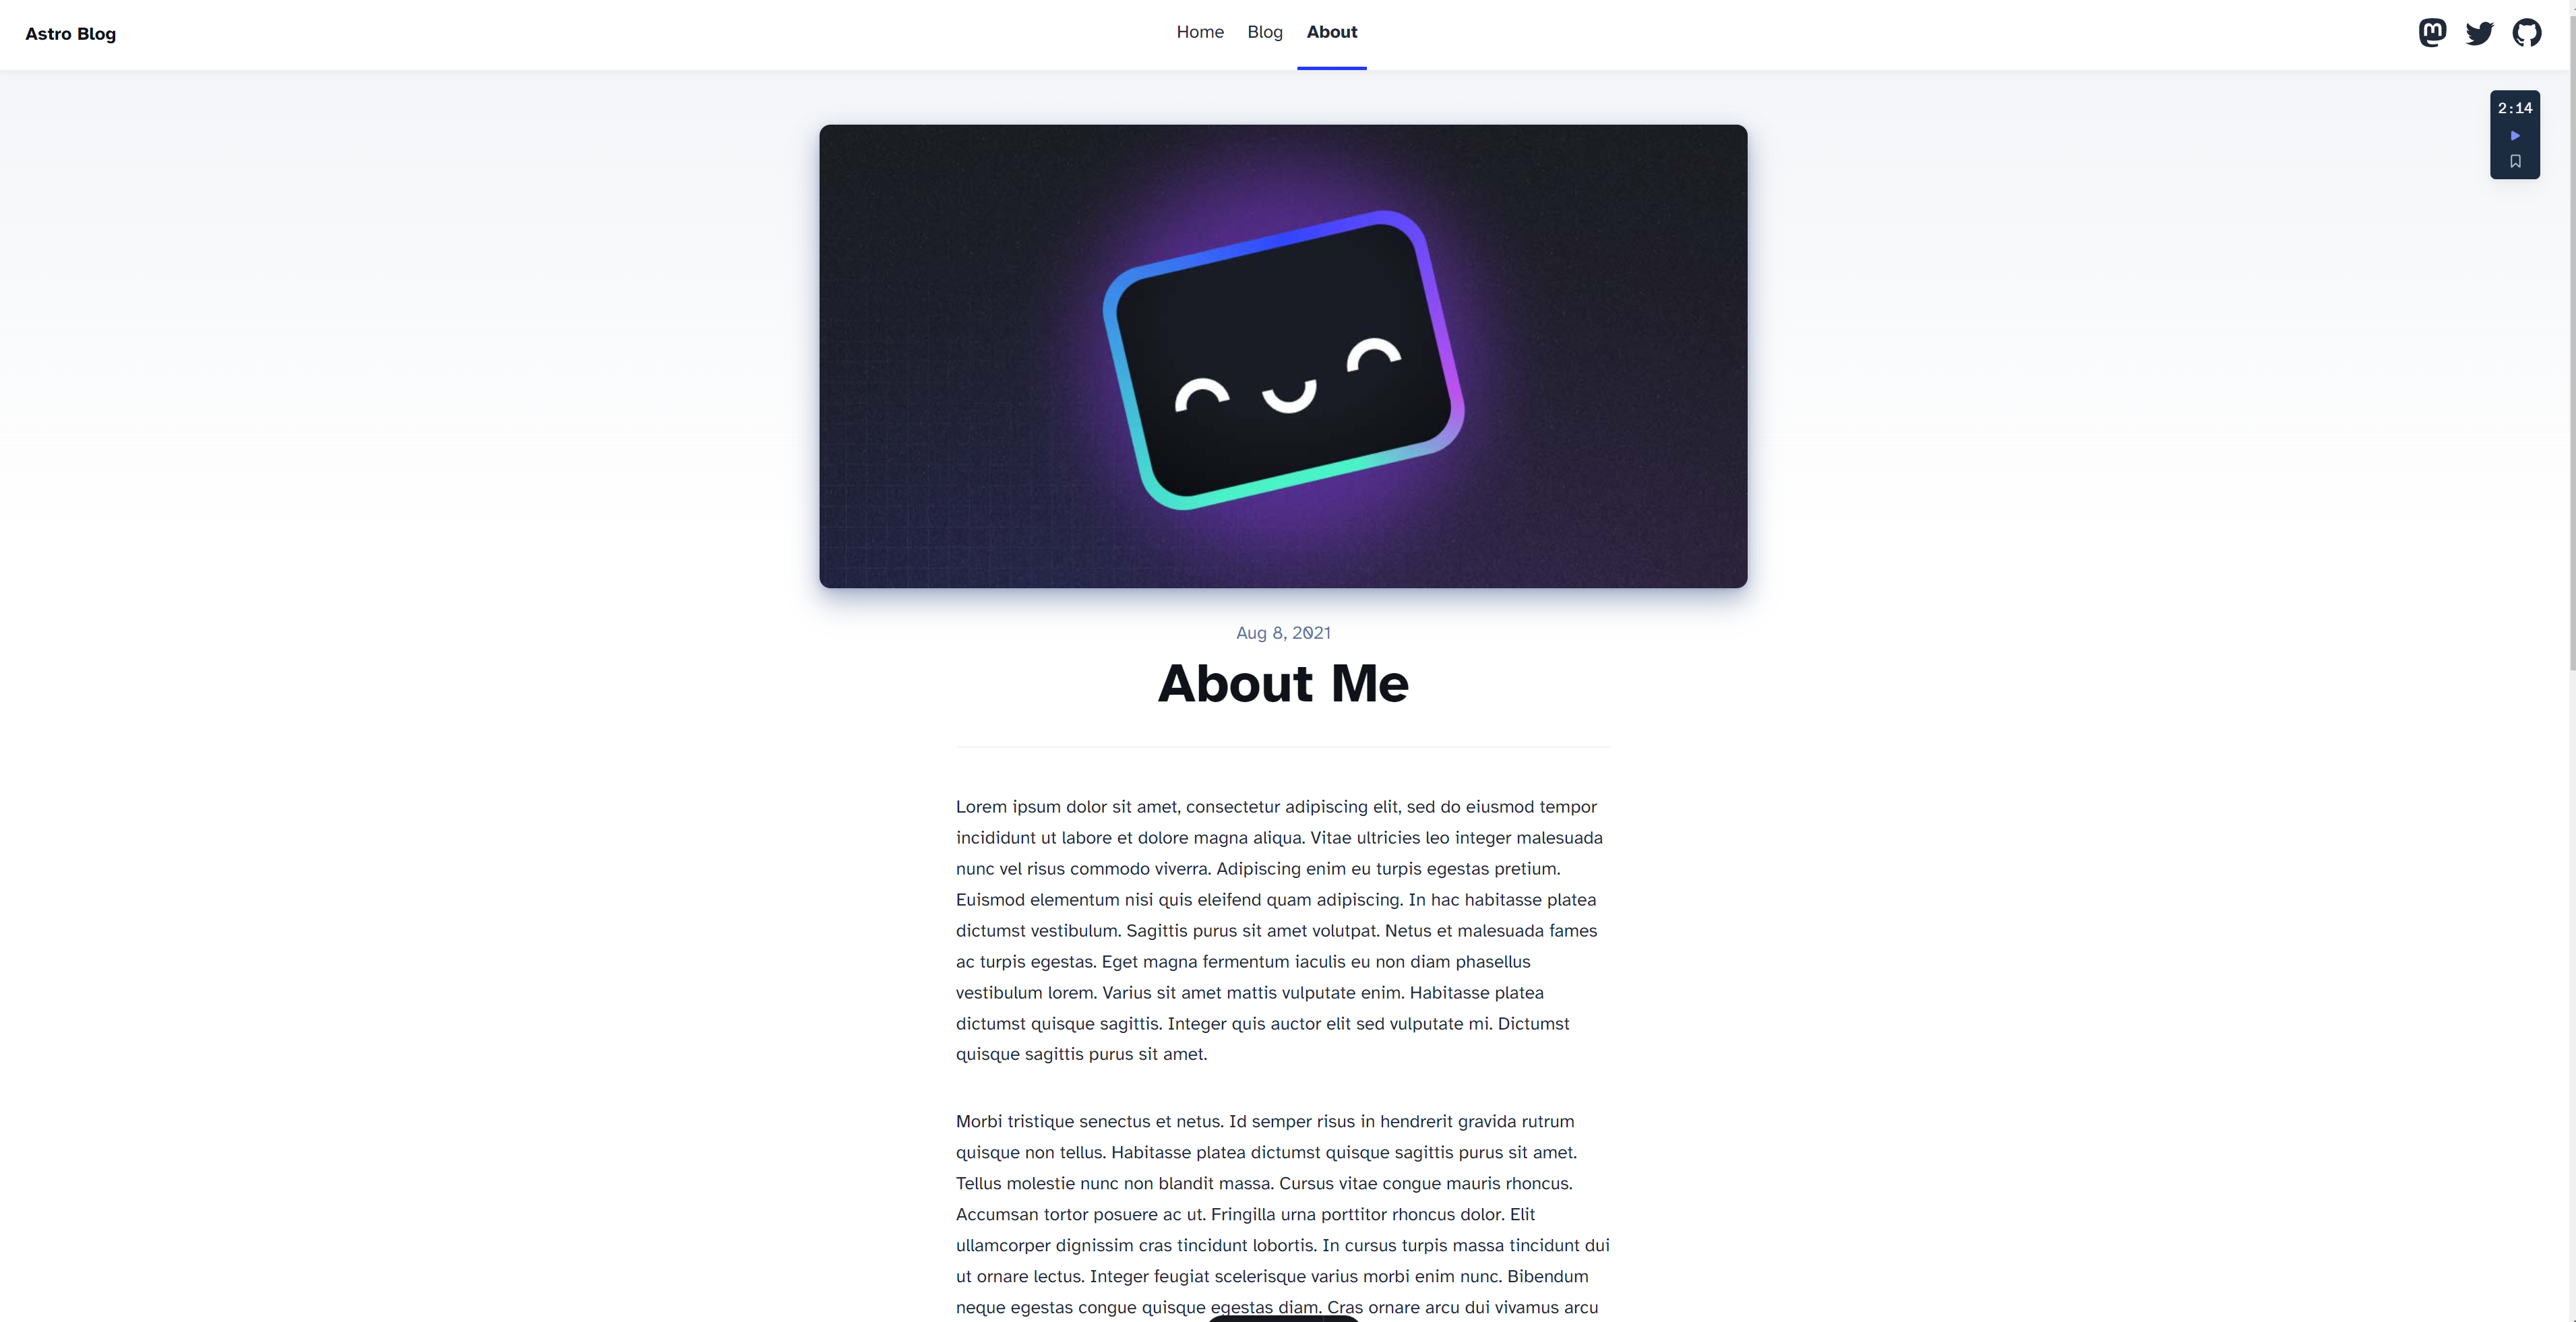 Astro Blog
Home Blog About
2:14
Aug 8, 2021
About Me
Lorem ipsum dolor sit amet, consectetur adipiscing elit, sed do eiusmod tempor
incididunt ut labore et dolore magna aliqua. Vitae ultricies leo integer malesuada
nunc vel risus commodo viverra. Adipiscing enim eu turpis egestas pretium.
Euismod elementum nisi quis eleifend quam adipiscing. In hac habitasse platea
dictumst vestibulum. Sagittis purus sit amet volutpat. Netus et malesuada fames
ac turpis egestas. Eget magna fermentum iaculis eu non diam phasellus
vestibulum lorem. Varius sit amet mattis vulputate enim. Habitasse platea
dictumst quisque sagittis. Integer quis auctor elit sed vulputate mi. Dictumst
quisque sagittis purus sit amet.
Morbi tristique senectus et netus. Id semper risus in hendrerit gravida rutrum
quisque non tellus. Habitasse platea dictumst quisque sagittis purus sit amet.
Tellus molestie nunc non blandit massa. Cursus vitae congue mauris rhoncus.
Accumsan tortor posuere ac ut. Fringilla urna porttitor rhoncus dolor. Elit
ullamcorper dignissim cras tincidunt lobortis. In cursus turpis massa tincidunt dui
ut ornare lectus. Integer feugiat scelerisque varius morbi enim nunc. Bibendum
neque egestas congue quisque egestas diam. Cras ornare arcu dui vivamus arcu